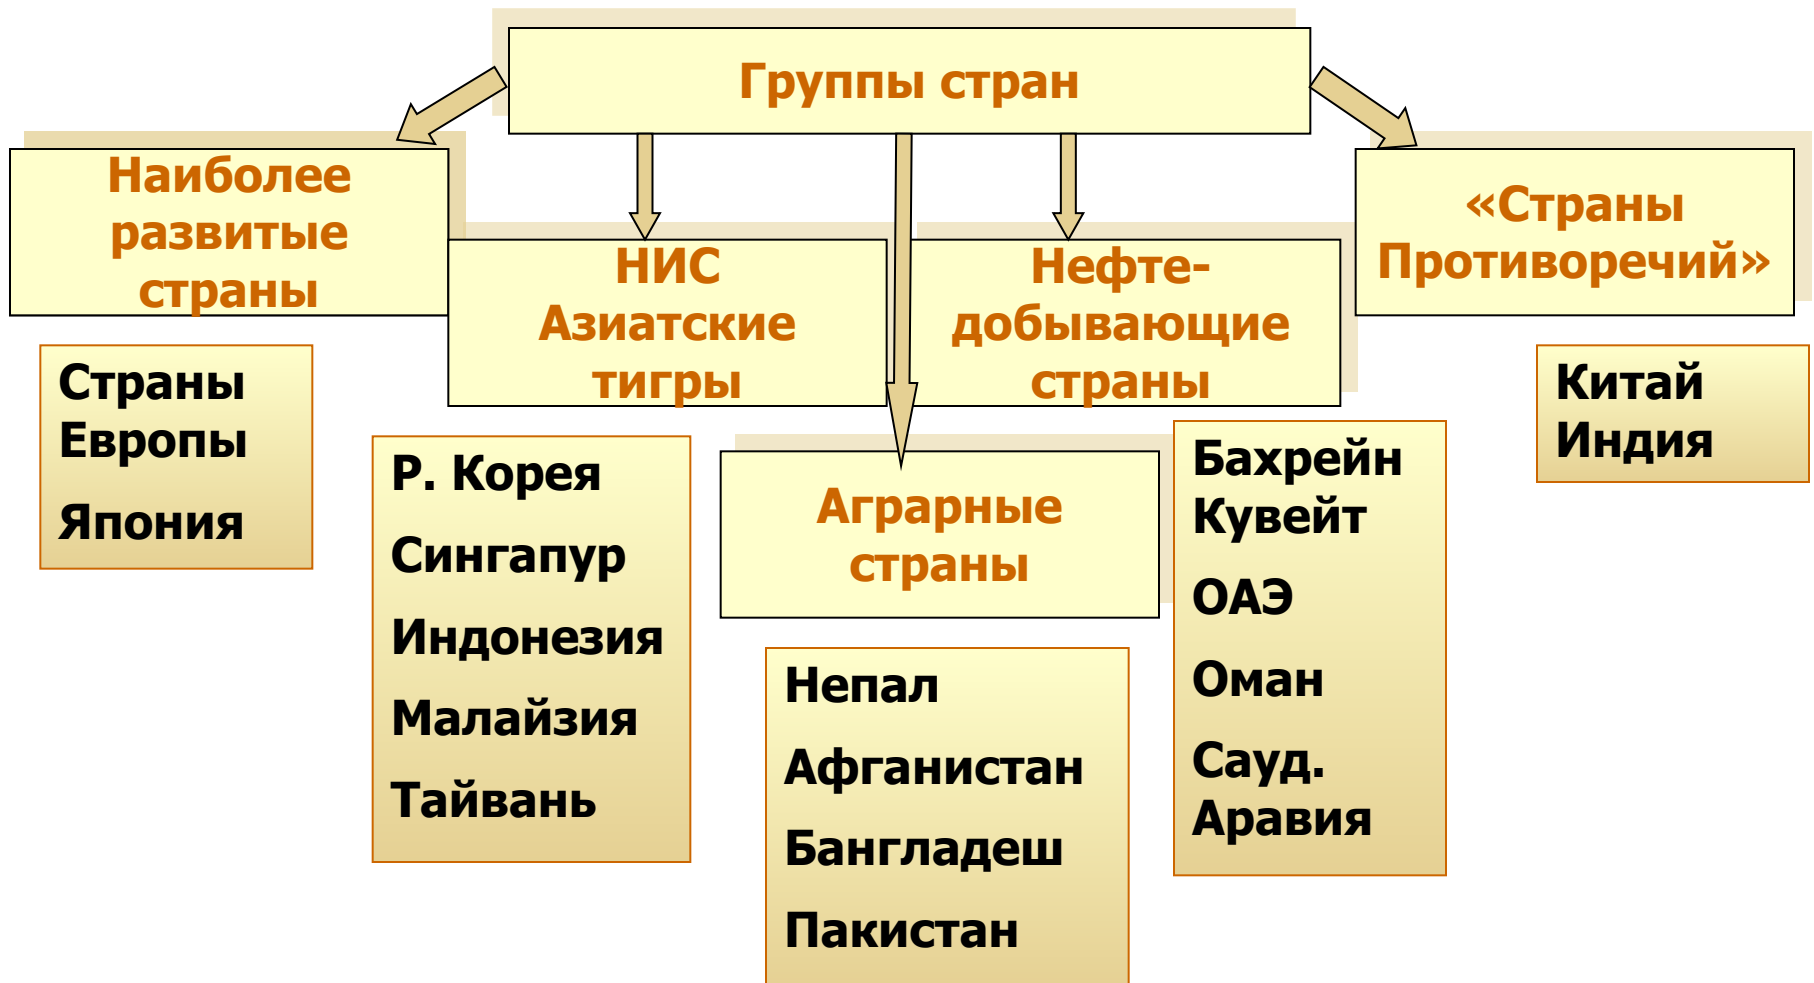 Группы стран
Наиболее
развитые
страны
Страны
Европы
Япония
НИС
Азиатские
тигры
Р. Корея
Сингапур
Индонезия
Малайзия
Тайвань
Аграрные
страны
Непал
Афганистан
Бангладеш
Пакистан
Нефте-
добывающие
страны
Бахрейн
Кувейт
ОАЭ
Оман
Сауд.
Аравия
«Страны
Противоречий»
Китай
Индия